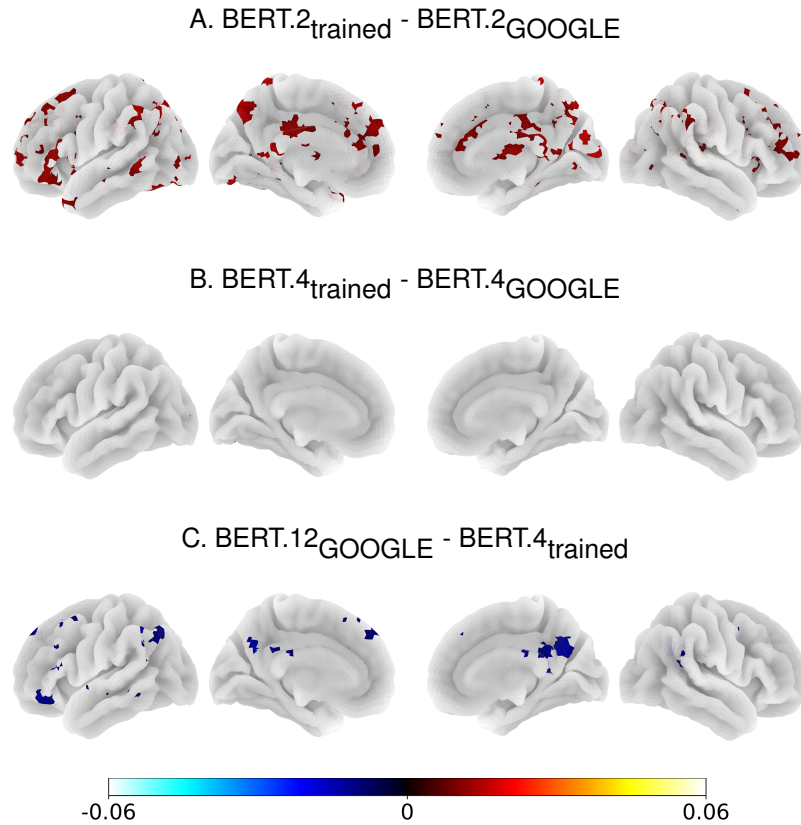 A. BERT.2trained - BERT.2GOOGLE
B. BERT.4trained - BERT.4GOOGLE
C. BERT.12GOOGLE - BERT.4trained
-0.06 0 0.06